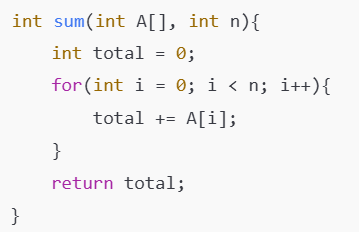 int sum(int A[], int n){
    int total = 0;
    for(int i = 0; i < n; i++){
        total += A[i];
    }
    return total;
}